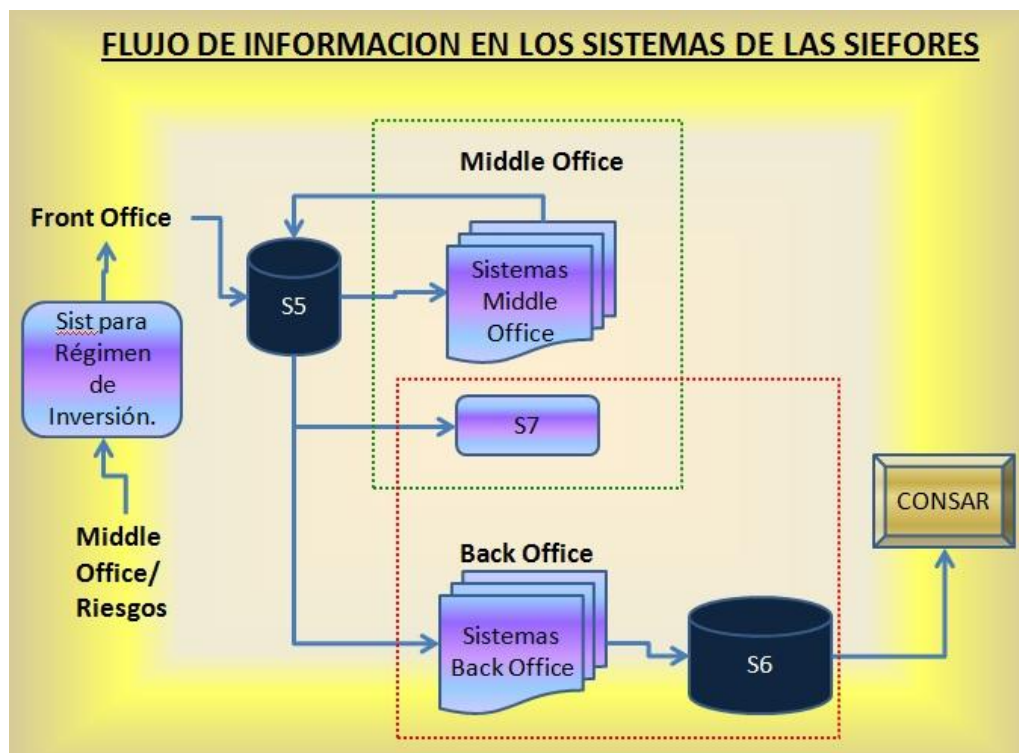 FLUJO DE INFORMACION EN LOS SISTEMAS DE LAS SIEFORES
Middle Office
Front Office
Sistemas
Middle
Office
S5
Sist para
Régimen
de
Inversión.
S7
CONSAR
Middle
Office/
Riesgos
Back Office
Sistemas
Back Office
S6